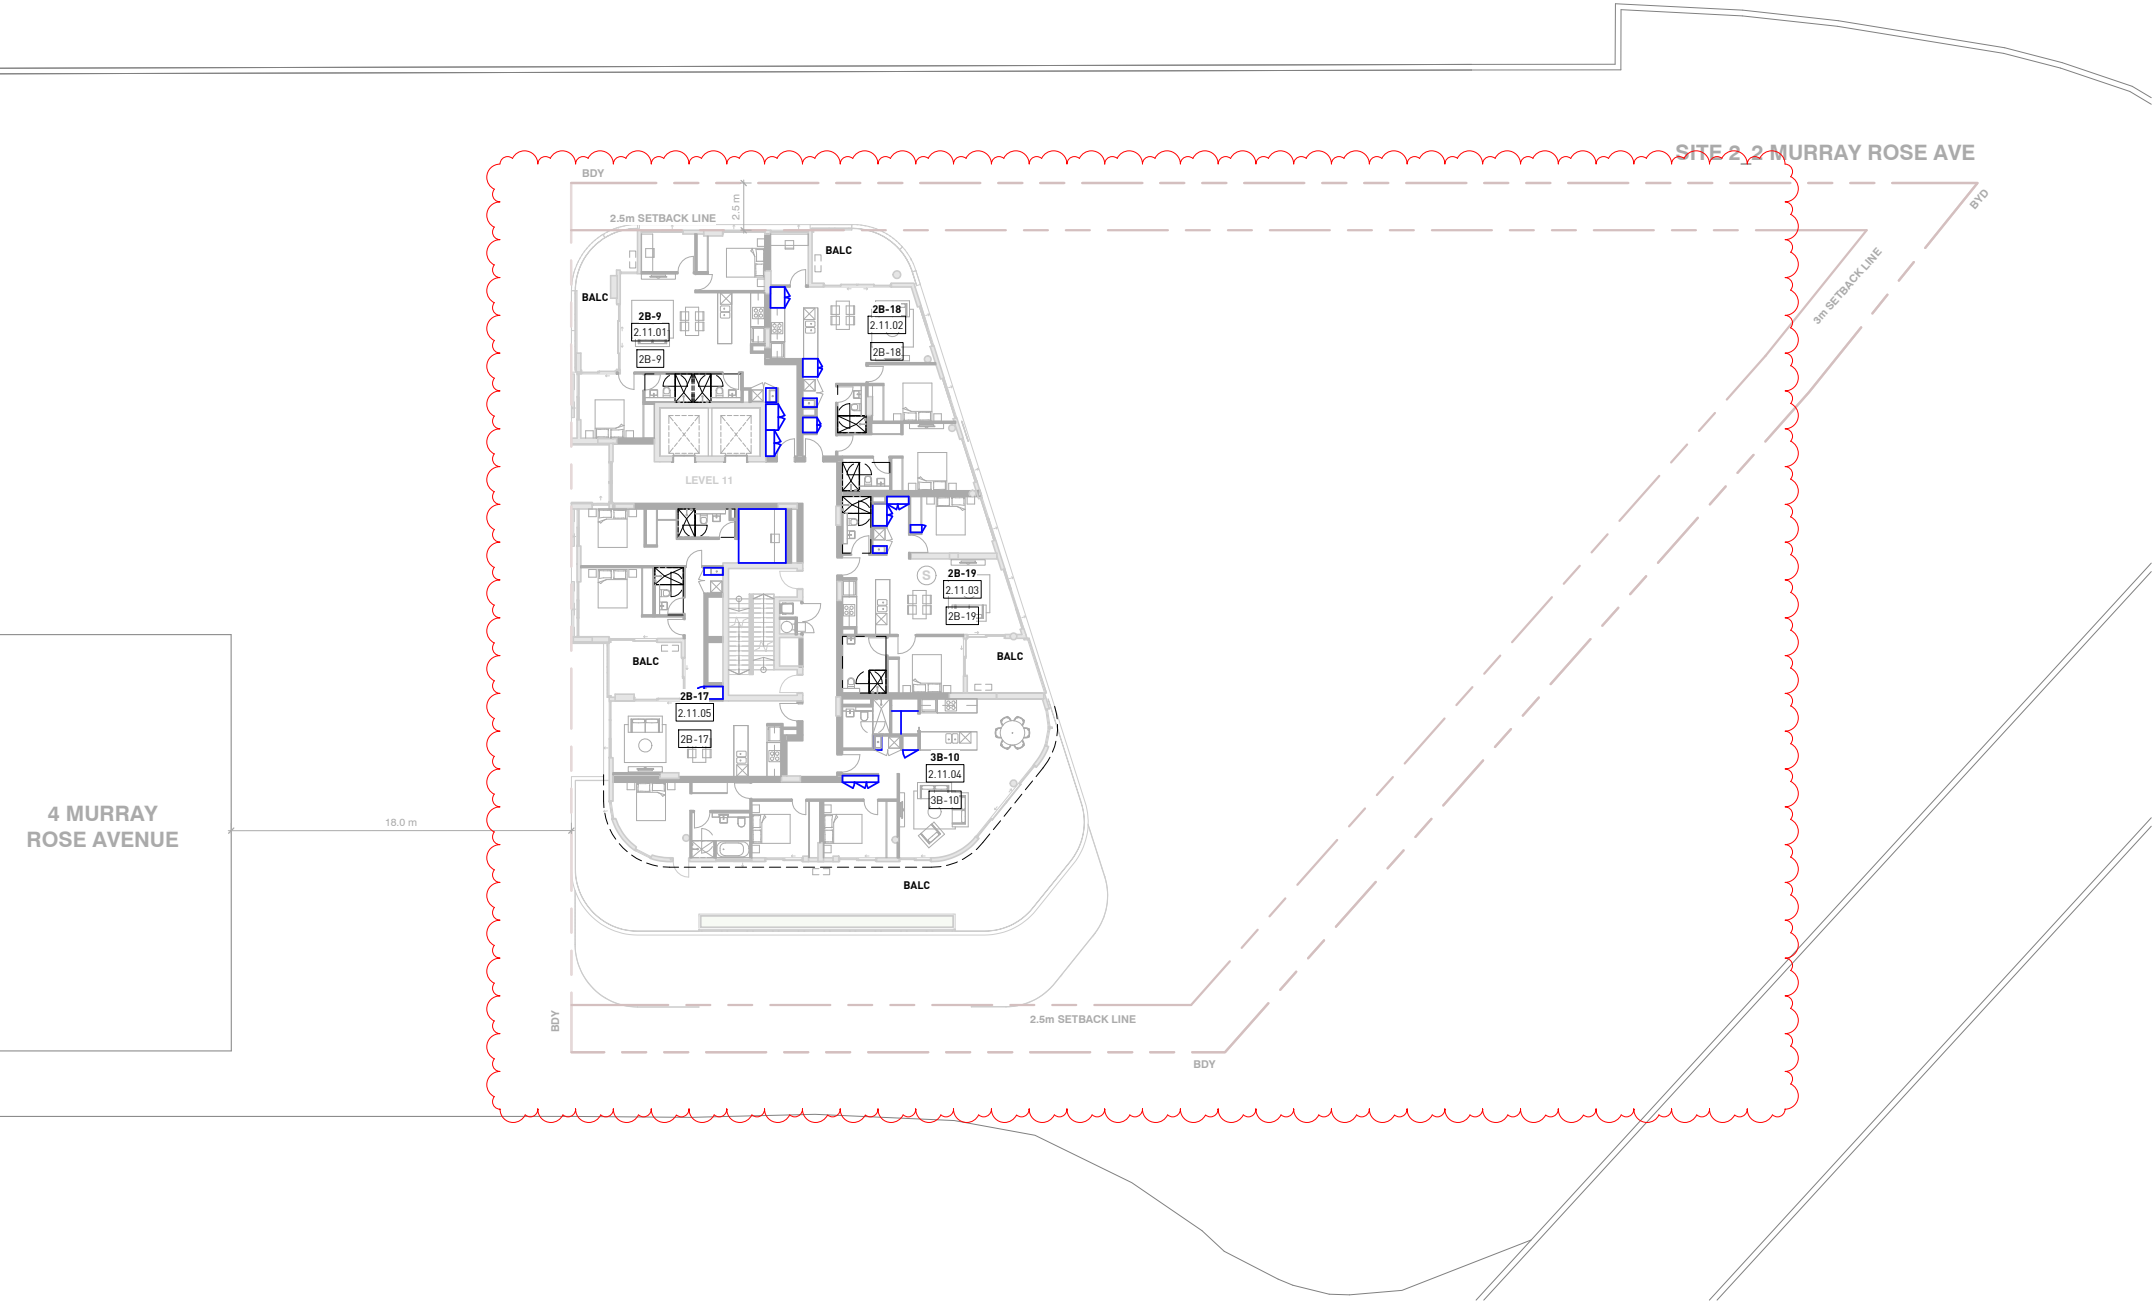 SITE 2_2 MURRAY ROSE AVE
BDY
BYD
2.5 m
2.5m SETBACK LINE
BALC
3m SETBACK LINE
BALC
2B-9
2.11.01
2B-9
2B-18
2.11.02
2B-18
LEVEL 11
S
2B-19
2.11.03
2B-19
BALC
BALC
2B-17
2.11.05
2B-17
3B-10
2.11.04
3B-10
4 MURRAY
ROSE AVENUE
18.0 m
BALC
BDY
2.5m SETBACK LINE
BDY